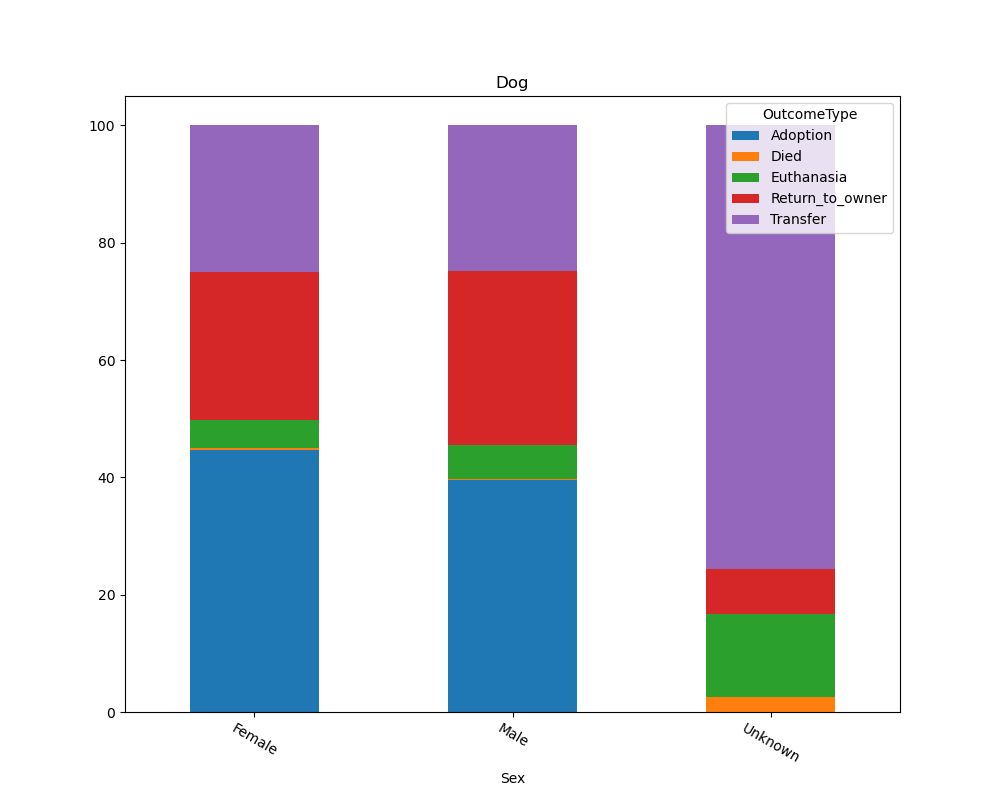 Dog
OutcomeType
Adoption
Died
Euthanasia
Return_to_owner
Transfer
100
80
60
40
20
0
Female
Male
Unknown
Sex